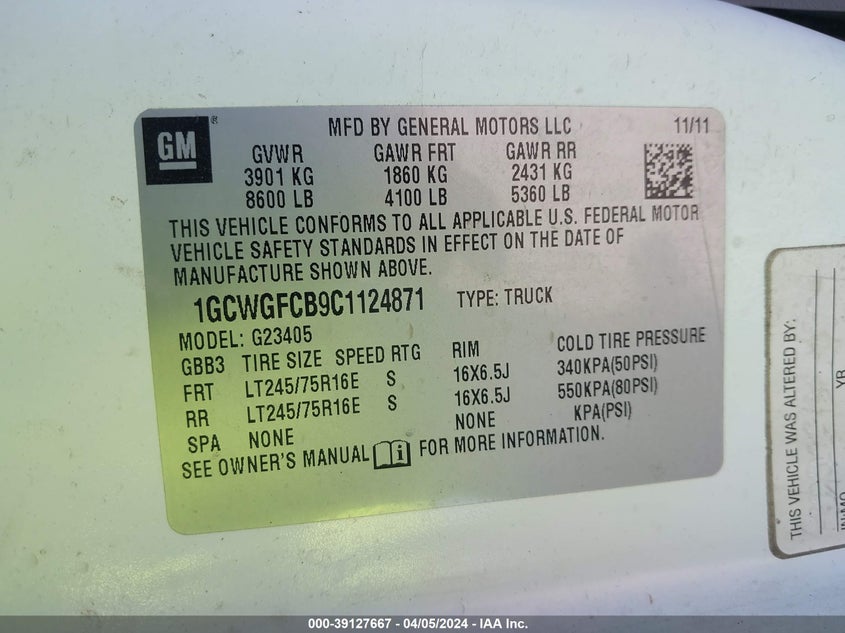 GM
®
MFD BY GENERAL MOTORS LLC 11/11
GVWR GAWR FRT GAWR RR
3901 KG 1860 KG 2431 KG
8600 LB 4100 LB 5360 LB
THIS VEHICLE CONFORMS TO ALL APPLICABLE U.S. FEDERAL MOTOR
VEHICLE SAFETY STANDARDS IN EFFECT ON THE DATE OF
MANUFACTURE SHOWN ABOVE.
1GCWGFCB9C1124871 TYPE: TRUCK
MODEL: G23405
GBB3 TIRE SIZE SPEED RTG RIM COLD TIRE PRESSURE
FRT LT245/75R16E S 16X6.5J 340KPA(50PSI)
RR LT245/75R16E S 16X6.5J 550KPA(80PSI)
SPA NONE NONE KPA(PSI)
SEE OWNER'S MANUAL i FOR MORE INFORMATION.
THIS VEHICLE WAS ALTERED BY:
YR
000-39127667 - 04/05/2024 - IAA Inc.